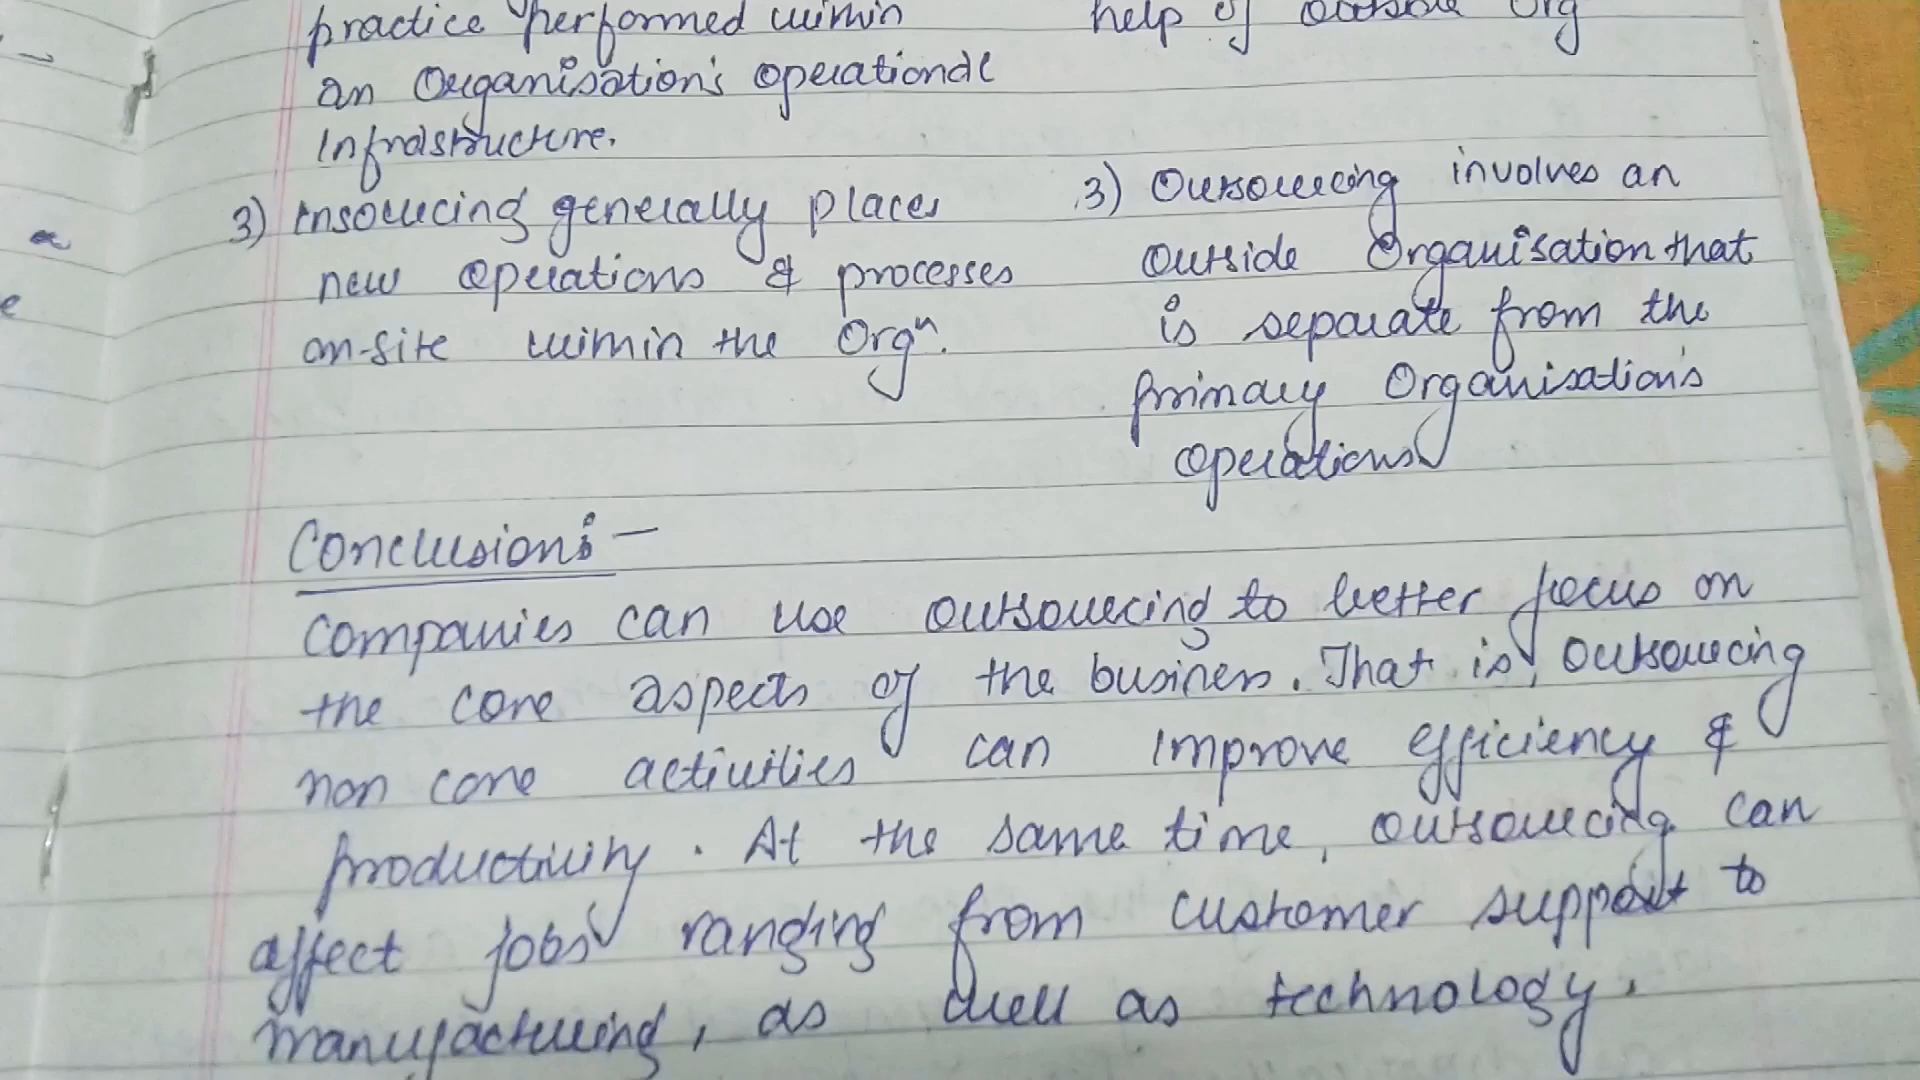 practice performed within
an Organisation's operational
Infrastructure.
3) Insourcing generally places
new operations & processes
on-site within the Orgⁿ.
help of outside Org
3) Outsourcing involves an
outside Organisation that
is separate from the
primary Organisation's
operations
Conclusion:-
Companies can use outsourcing to better focus on
the core aspects of the business. That is, outsourcing
non core activities can improve efficiency &
productivity. At the same time, outsourcing can
affect jobs ranging from customer support to
manufacturing, as well as technology.